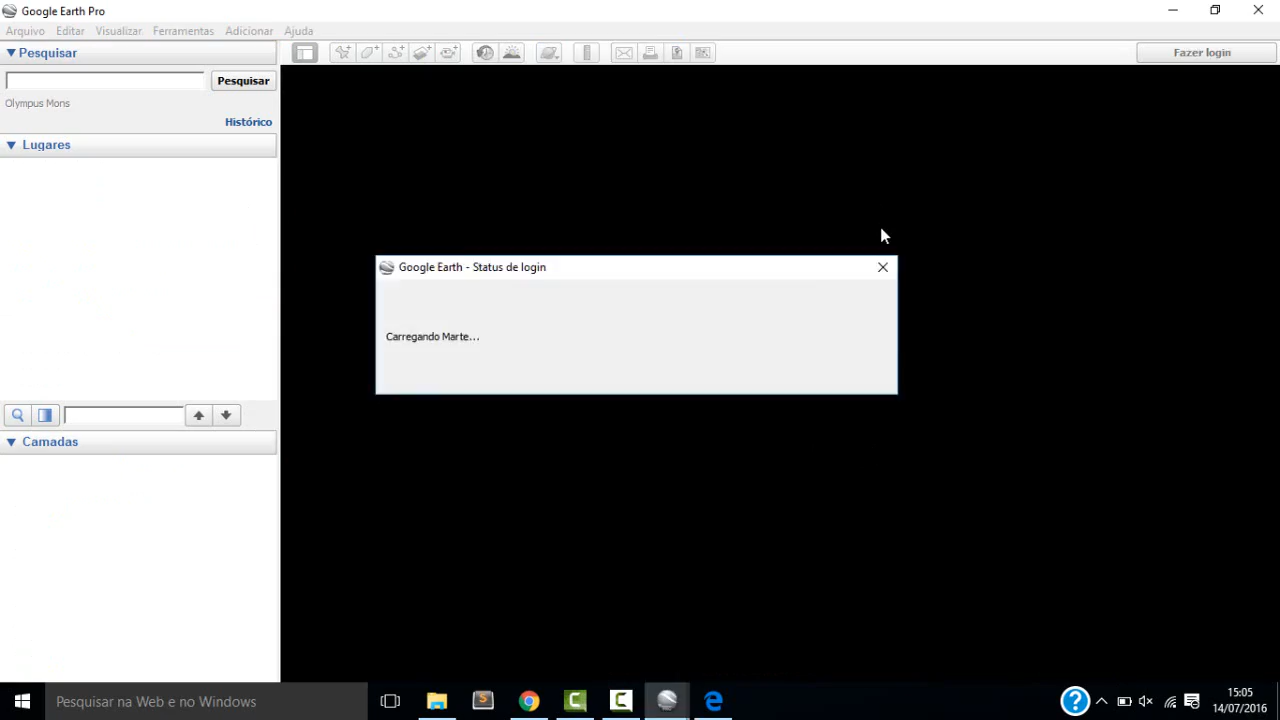 Google Earth Pro
Arquivo Editar Visualizar Ferramentas Adicionar Ajuda
Pesquisar
Fazer login
Pesquisar
Olympus Mons
Histórico
Lugares
Google Earth - Status de login
Carregando Marte...
Camadas
Pesquisar na Web e no Windows
15:05
14/07/2016